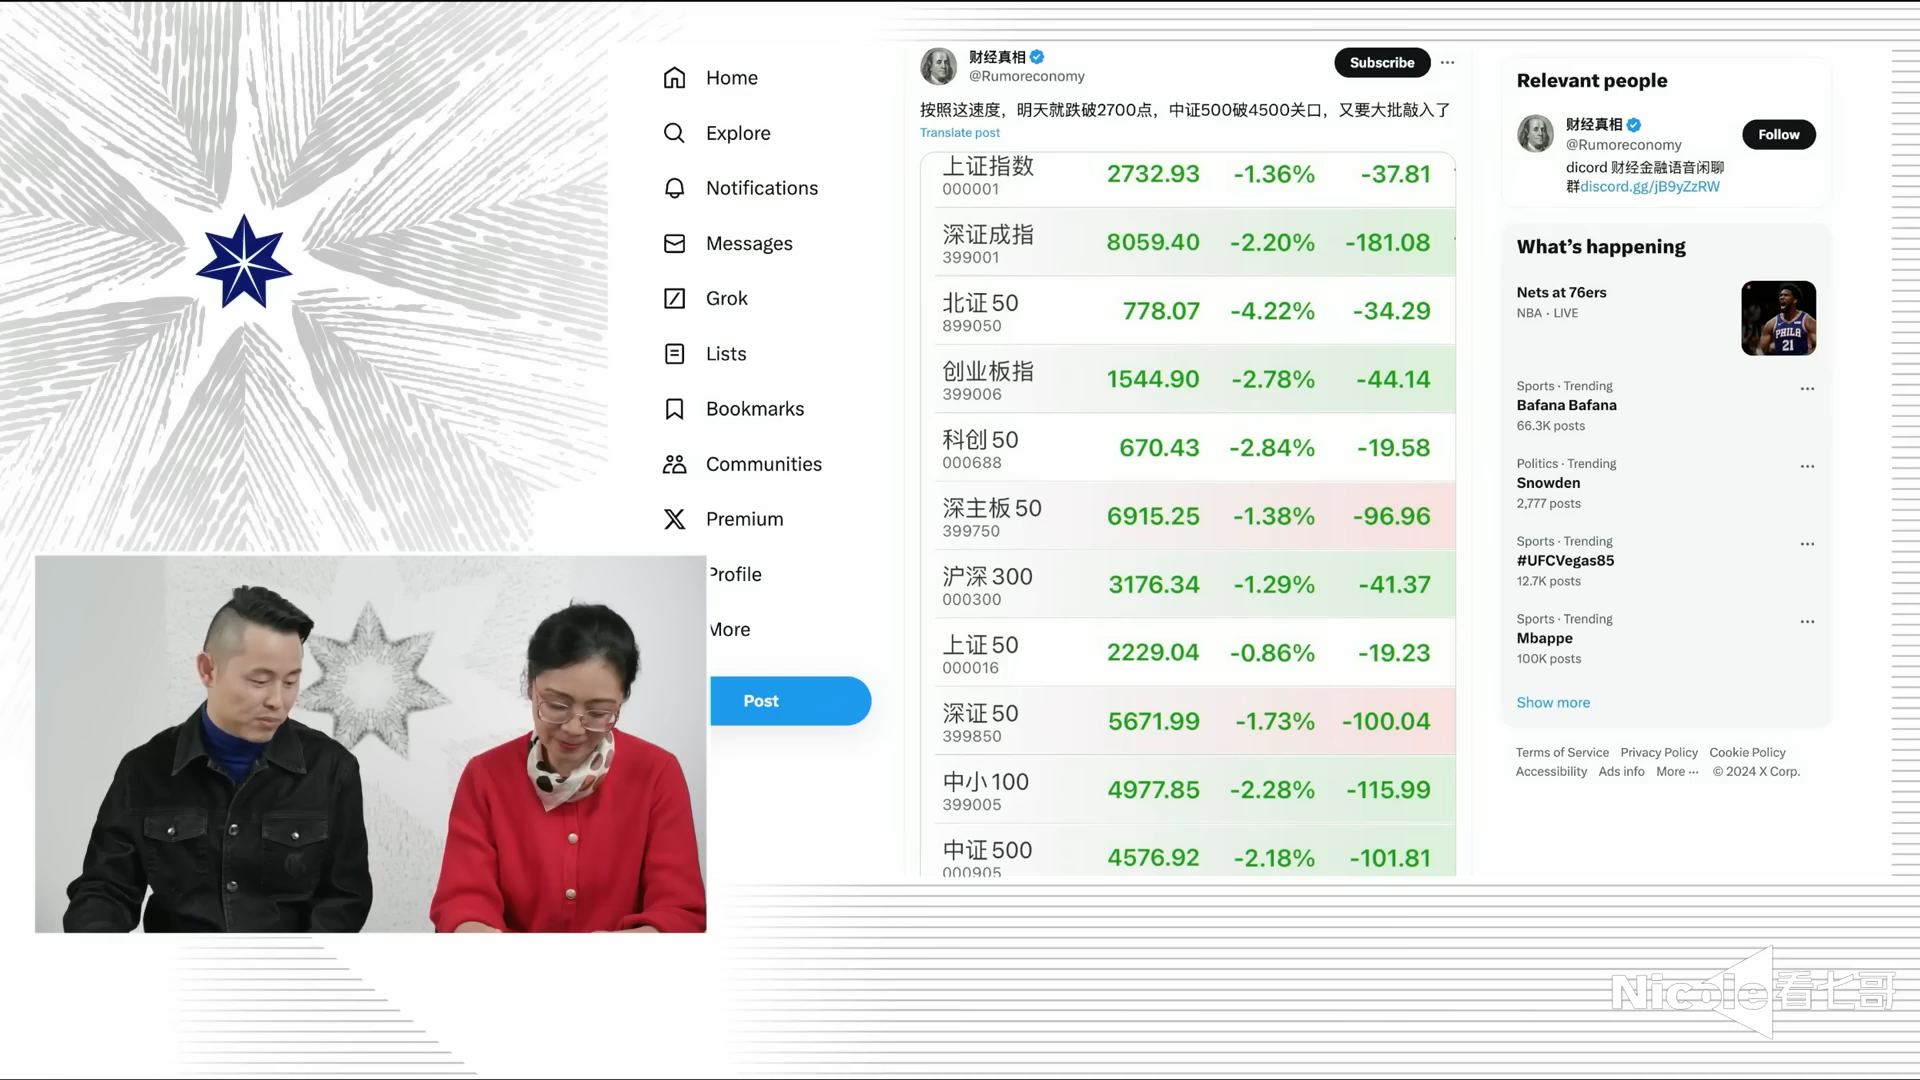 Home
Explore
Notifications
Messages
Grok
Lists
Bookmarks
Communities
Premium
Profile
More
Post
财经真相
@Rumoreconomy
Subscribe
按照这速度，明天就跌破2700点，中证500破4500关口，又要大批敲入了
Translate post
上证指数 2732.93 -1.36% -37.81
000001
深证成指 8059.40 -2.20% -181.08
399001
北证50 778.07 -4.22% -34.29
899050
创业板指 1544.90 -2.78% -44.14
399006
科创50 670.43 -2.84% -19.58
000688
深主板50 6915.25 -1.38% -96.96
399750
沪深300 3176.34 -1.29% -41.37
000300
上证50 2229.04 -0.86% -19.23
000016
深证50 5671.99 -1.73% -100.04
399850
中小100 4977.85 -2.28% -115.99
399005
中证500 4576.92 -2.18% -101.81
000905
Relevant people
财经真相
@Rumoreconomy
Follow
dicord 财经金融语音闲聊
群discord.gg/jB9yZzRW
What's happening
Nets at 76ers
NBA · LIVE
PHILA
21
Sports · Trending
Bafana Bafana
66.3K posts
Politics · Trending
Snowden
2,777 posts
Sports · Trending
#UFCVegas85
12.7K posts
Sports · Trending
Mbappe
100K posts
Show more
Terms of Service Privacy Policy Cookie Policy
Accessibility Ads info More ··· © 2024 X Corp.
Nicole看七哥